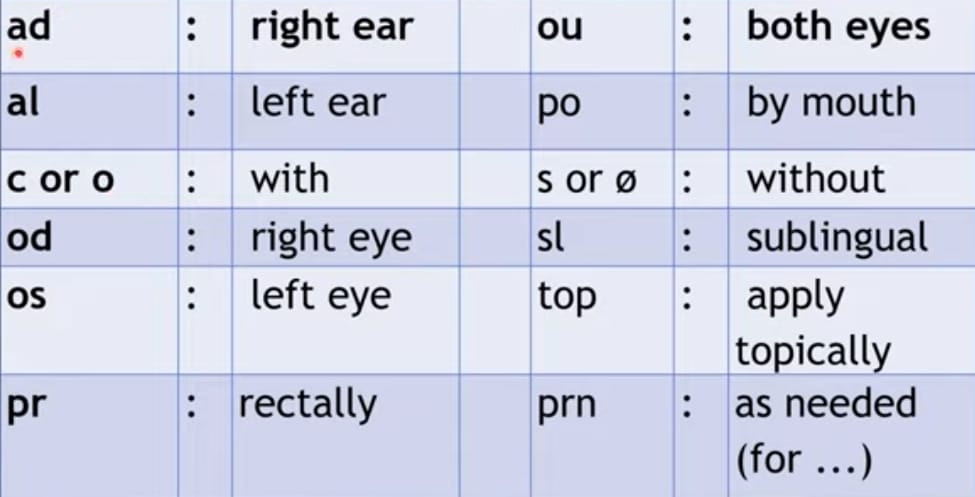 ad : right ear ou : both eyes
al : left ear po : by mouth
c or o : with s or ø : without
od : right eye sl : sublingual
os : left eye top : apply
topically
pr : rectally prn : as needed
(for ...)